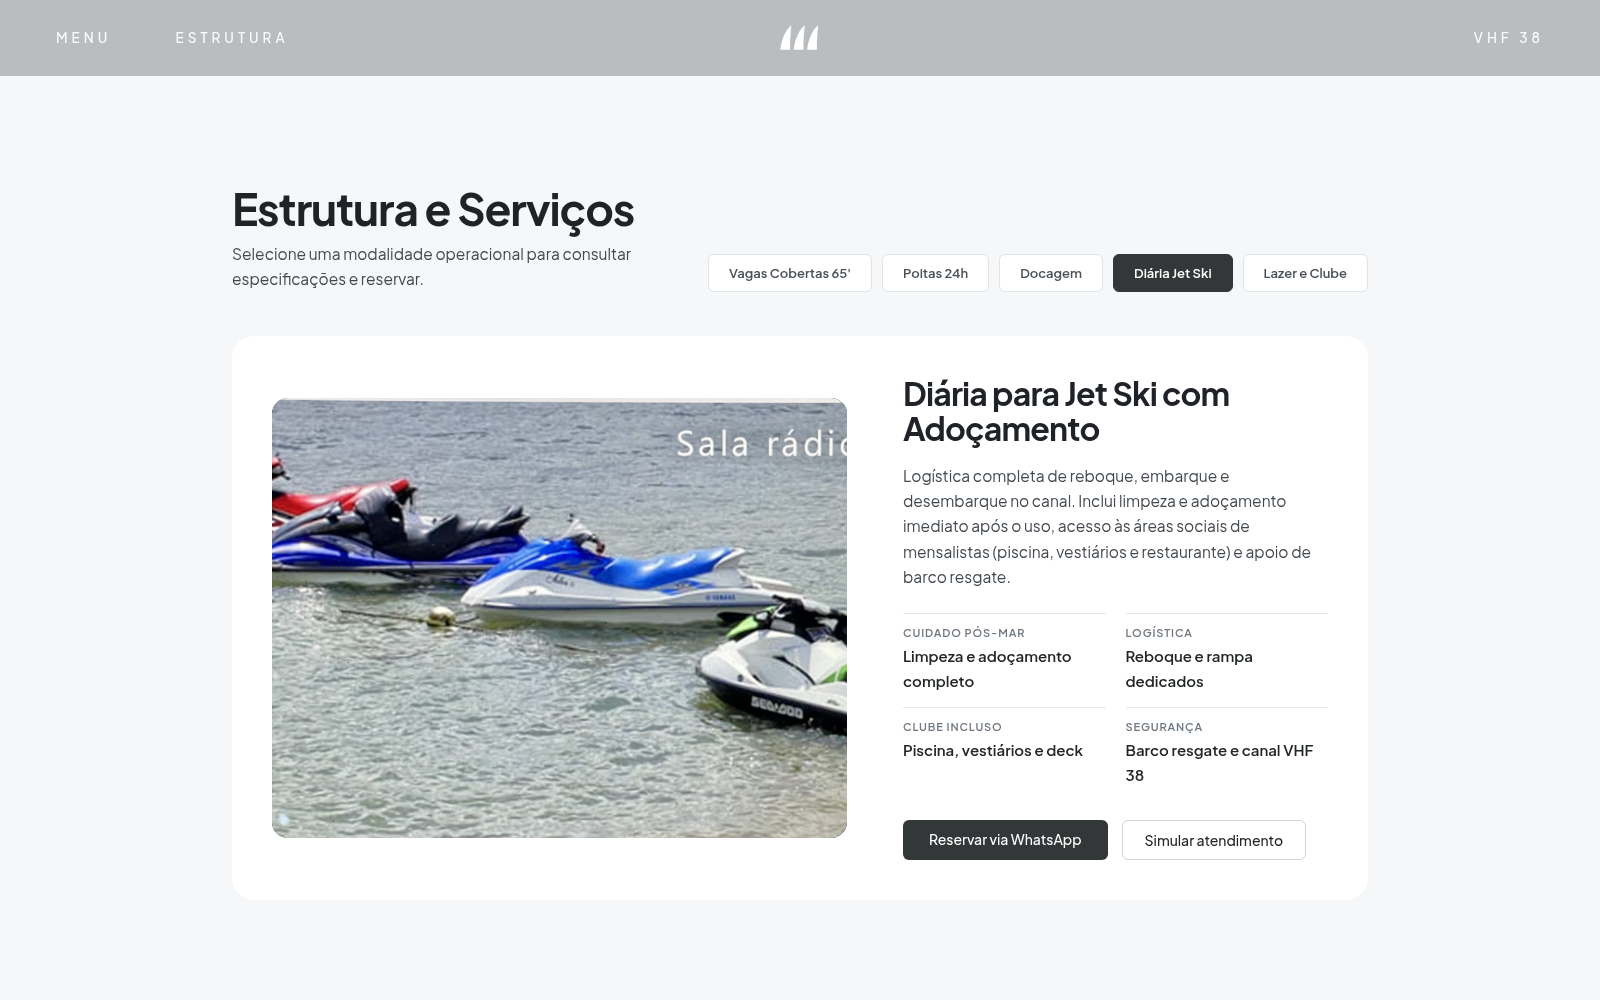 MENU
ESTRUTURA
VHF 38
Estrutura e Serviços
Selecione uma modalidade operacional para consultar
especificações e reservar.
Vagas Cobertas 65'
Poitas 24h
Docagem
Diária Jet Ski
Lazer e Clube
Sala rádio
Diária para Jet Ski com
Adoçamento
Logística completa de reboque, embarque e
desembarque no canal. Inclui limpeza e adoçamento
imediato após o uso, acesso às áreas sociais de
mensalistas (piscina, vestiários e restaurante) e apoio de
barco resgate.
CUIDADO PÓS-MAR
Limpeza e adoçamento
completo
LOGÍSTICA
Reboque e rampa
dedicados
CLUBE INCLUSO
Piscina, vestiários e deck
SEGURANÇA
Barco resgate e canal VHF
38
SEADOO
YAMAHA
Reservar via WhatsApp
Simular atendimento